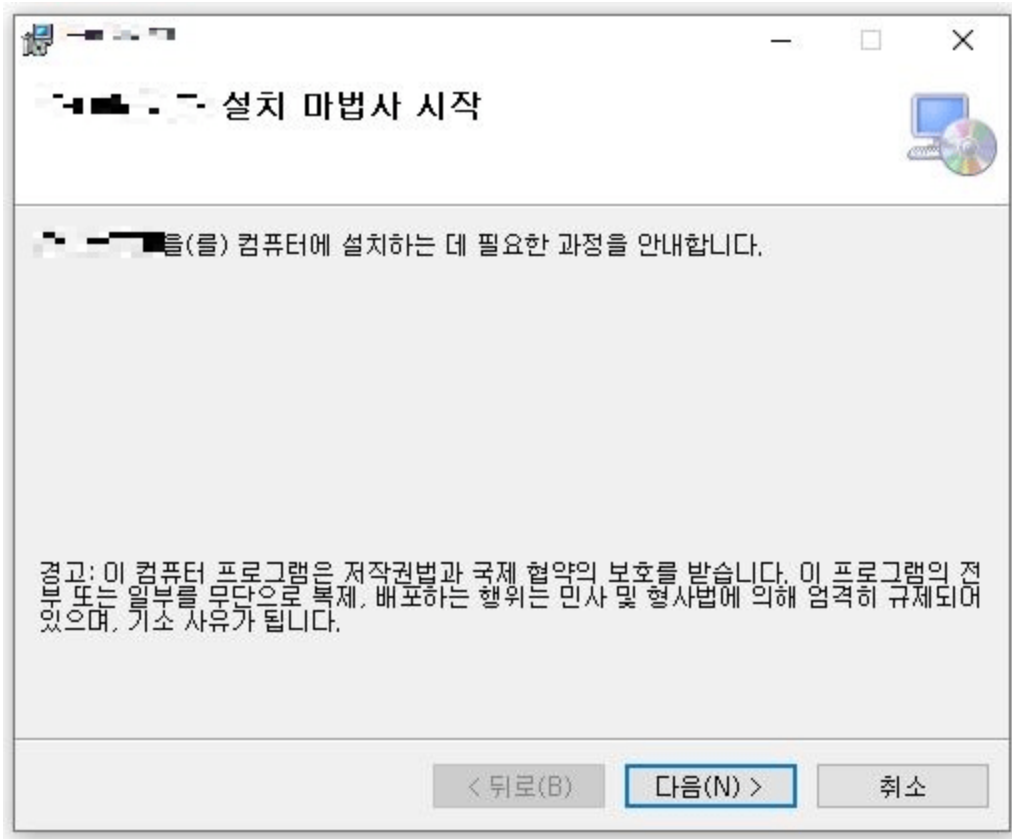 설치 마법사 시작
을(를) 컴퓨터에 설치하는 데 필요한 과정을 안내합니다.
경고: 이 컴퓨터 프로그램은 저작권법과 국제 협약의 보호를 받습니다. 이 프로그램의 전
부 또는 일부를 무단으로 복제, 배포하는 행위는 민사 및 형사법에 의해 엄격히 규제되어
있으며, 기소 사유가 됩니다.
< 뒤로(B) 다음(N) > 취소